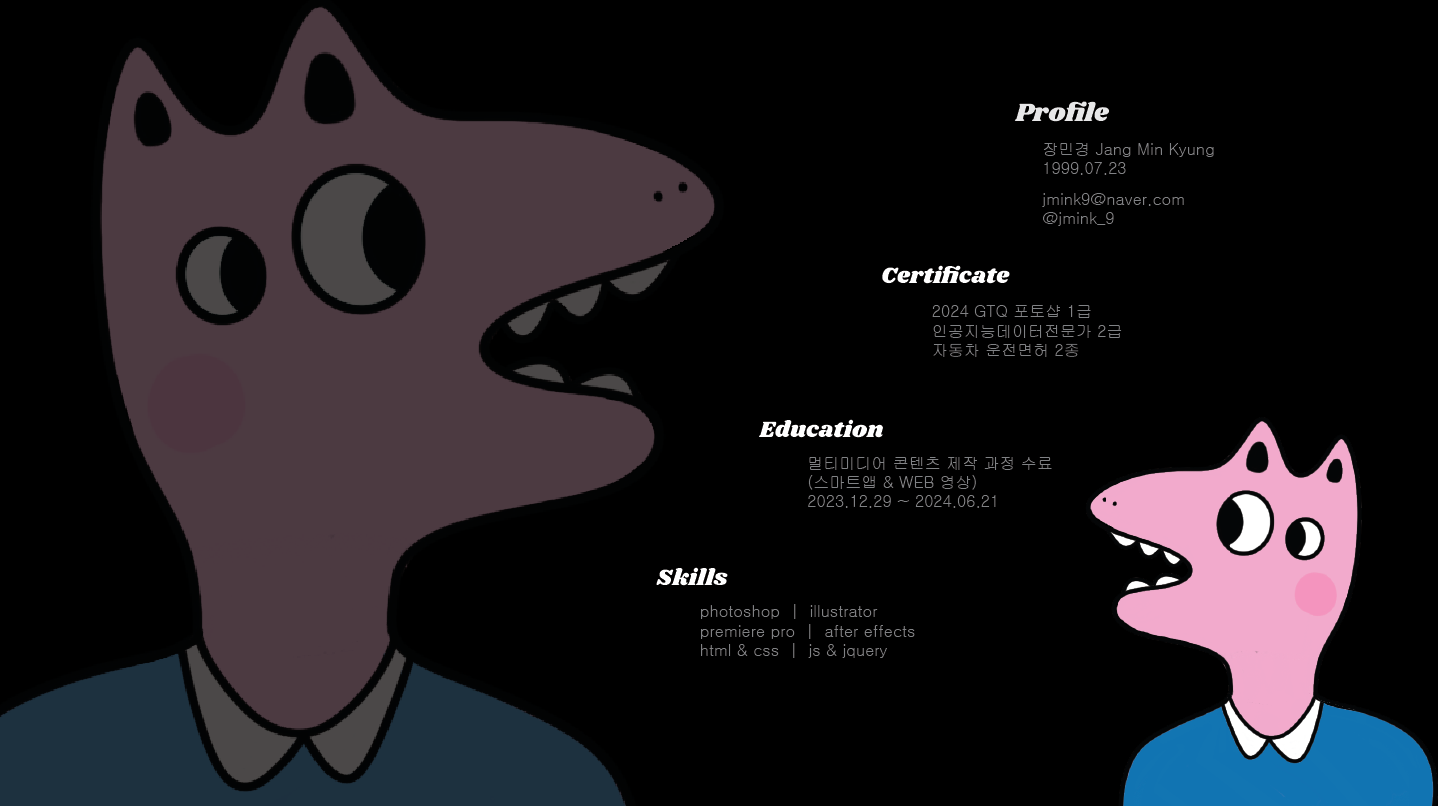 Profile
장민경 Jang Min Kyung
1999.07.23
jmink9@naver.com
@jmink_9
Certificate
2024 GTQ 포토샵 1급
인공지능데이터전문가 2급
자동차 운전면허 2종
Education
멀티미디어 콘텐츠 제작 과정 수료
(스마트앱 & WEB 영상)
2023.12.29 ~ 2024.06.21
Skills
photoshop | illustrator
premiere pro | after effects
html & css | js & jquery